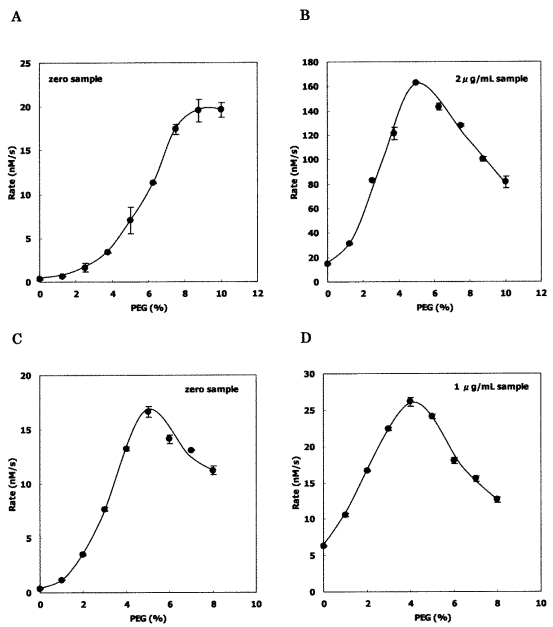 A
zero sample
Rate (nM/s)
25
20
15
10
5
0
0 2 4 6 8 10 12
PEG (%)
B
2 μg/mL sample
Rate (nM/s)
180
160
140
120
100
80
60
40
20
0
0 2 4 6 8 10 12
PEG (%)
C
zero sample
Rate (nM/s)
20
15
10
5
0
0 2 4 6 8 10
PEG (%)
D
1 μg/mL sample
Rate (nM/s)
30
25
20
15
10
5
0
0 2 4 6 8 10
PEG (%)